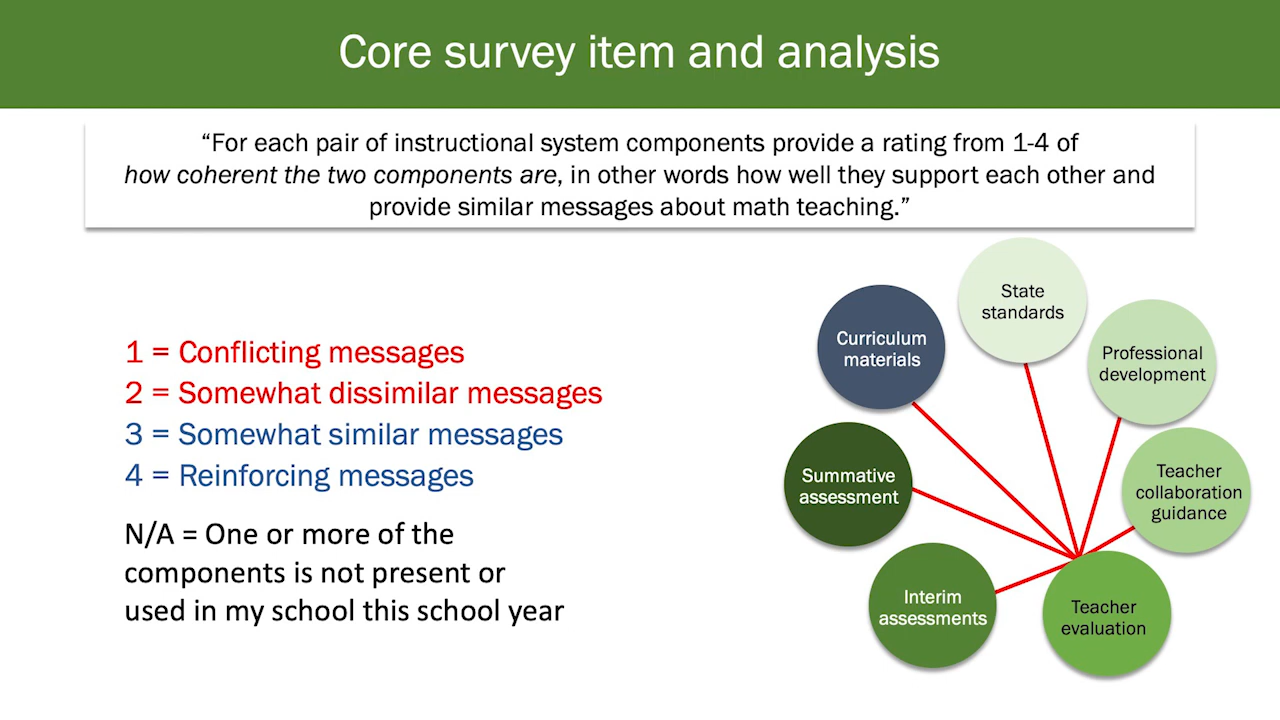 Core survey item and analysis
“For each pair of instructional system components provide a rating from 1-4 of
how coherent the two components are, in other words how well they support each other and
provide similar messages about math teaching.”
1 = Conflicting messages
2 = Somewhat dissimilar messages
3 = Somewhat similar messages
4 = Reinforcing messages
N/A = One or more of the
components is not present or
used in my school this school year
State
standards
Curriculum
materials
Professional
development
Summative
assessment
Teacher
collaboration
guidance
Interim
assessments
Teacher
evaluation